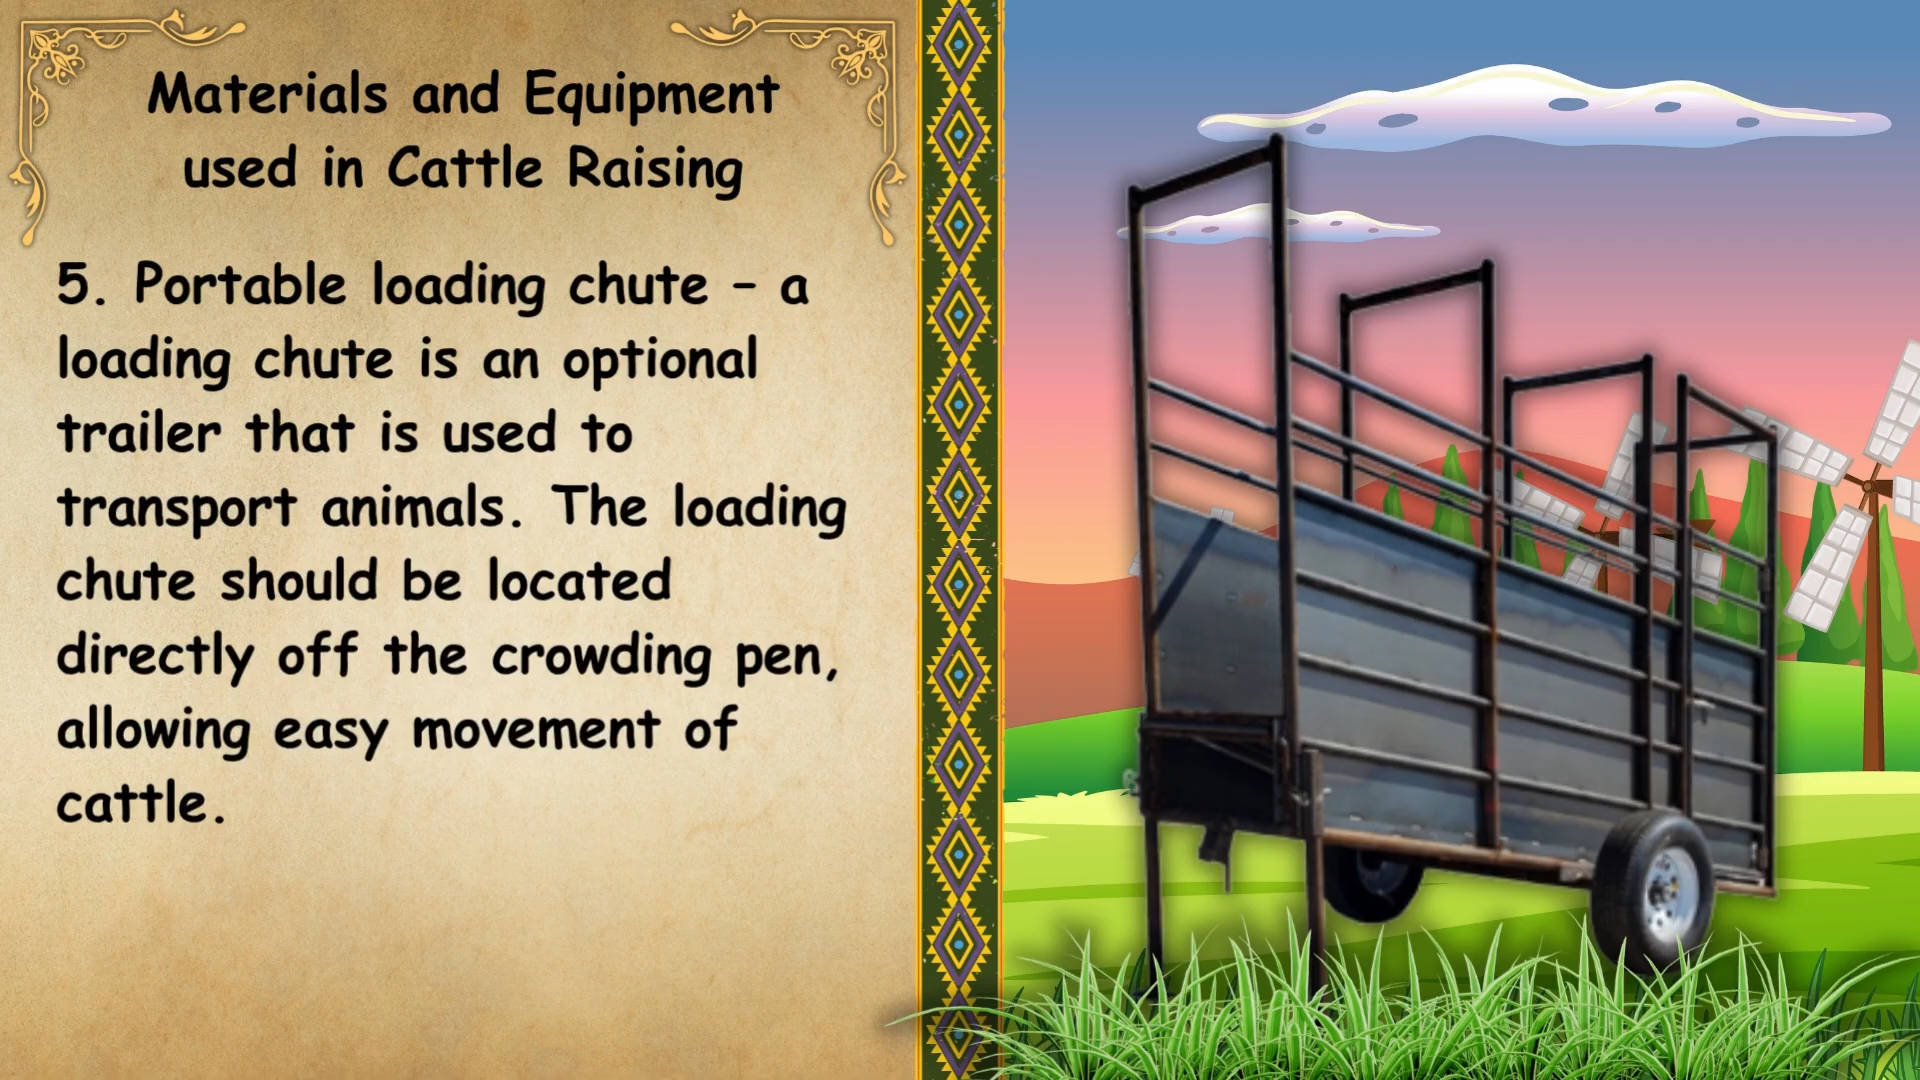 Materials and Equipment
used in Cattle Raising
5. Portable loading chute – a
loading chute is an optional
trailer that is used to
transport animals. The loading
chute should be located
directly off the crowding pen,
allowing easy movement of
cattle.